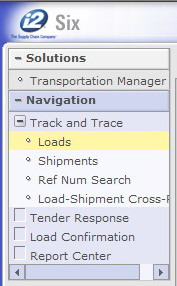 i2 Six
The Supply Chain Company
Solutions
Transportation Manager
Navigation
Track and Trace
Loads
Shipments
Ref Num Search
Load-Shipment Cross-
Tender Response
Load Confirmation
Report Center